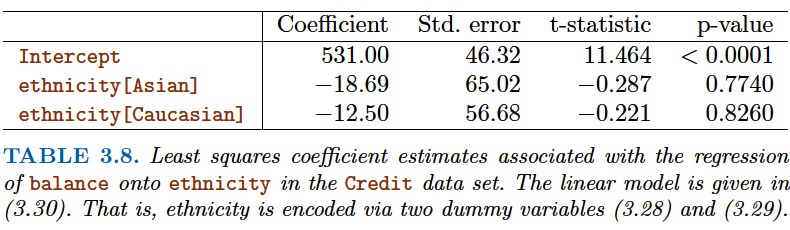 Coefficient Std. error t-statistic p-value
Intercept 531.00 46.32 11.464 < 0.0001
ethnicity[Asian] −18.69 65.02 −0.287 0.7740
ethnicity[Caucasian] −12.50 56.68 −0.221 0.8260
TABLE 3.8. Least squares coefficient estimates associated with the regression
of balance onto ethnicity in the Credit data set. The linear model is given in
(3.30). That is, ethnicity is encoded via two dummy variables (3.28) and (3.29).